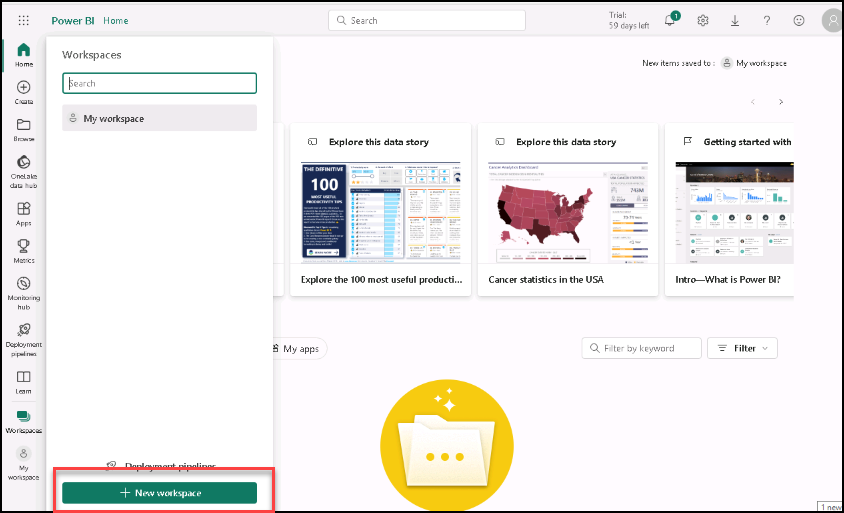 Power BI Home
Search
Trial:
59 days left
1
Home
Create
Browse
OneLake
data hub
Apps
Metrics
Monitoring
hub
Deployment
pipelines
Learn
Workspaces
My
workspace
Workspaces
Search
My workspace
Deployment pipelines
New workspace
New items saved to : My workspace
Explore this data story
THE DEFINITIVE
100
MOST USEFUL
PRODUCTIVITY TIPS
Explore the 100 most useful producti...
Explore this data story
Cancer Analytics Dashboard
Cancer statistics in the USA
Getting started with
Intro—What is Power BI?
My apps
Filter by keyword
Filter
1 new